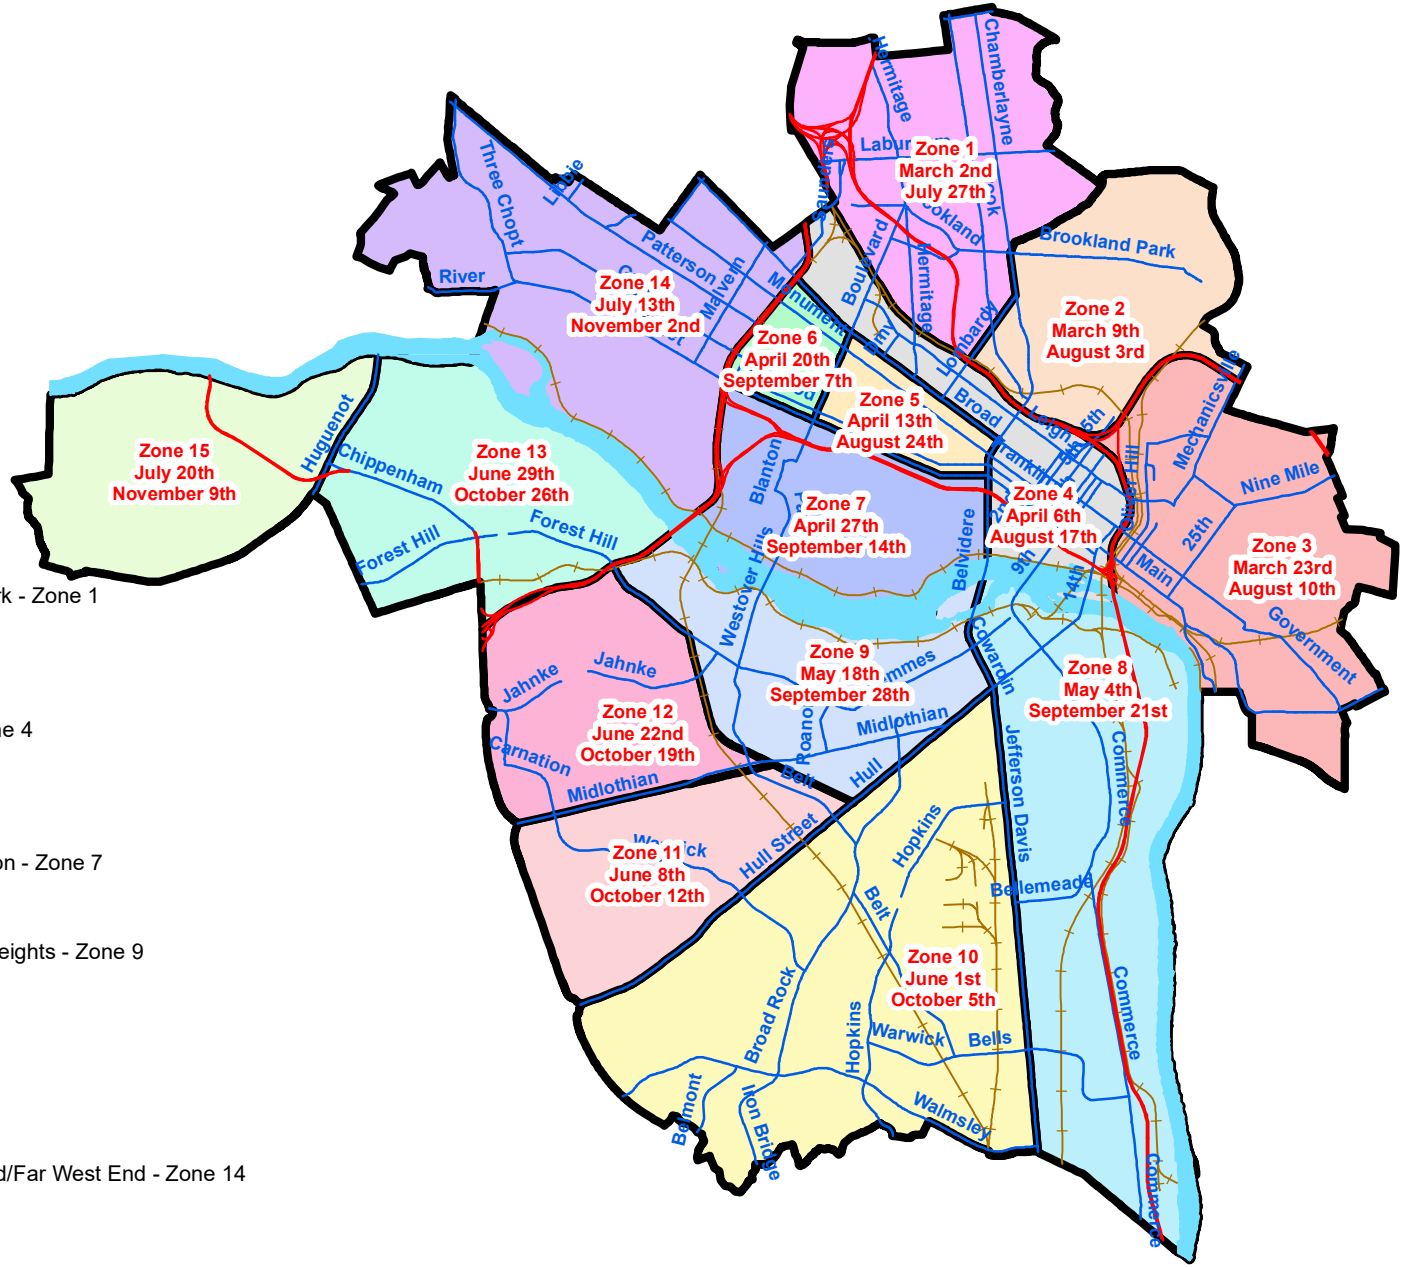 Hermitage
Chamberlayne
Saunders
Zone 1
March 2nd
July 27th
Three Chopt
Libbie
Patterson
Malvern
River
Monument
Boulevard
Hermitage
Brookland Park
Lombardy
Zone 14
July 13th
November 2nd
Zone 2
March 9th
August 3rd
Zone 6
April 20th
September 7th
Zone 5
April 13th
August 24th
Broad
Leigh
5th
Mechanicsville
Huguenot
Chippenham
Zone 15
July 20th
November 9th
Zone 13
June 29th
October 26th
Forest Hill
Forest Hill
Blanton
Zone 7
April 27th
September 14th
Zone 4
April 6th
August 17th
Nine Mile
25th
Main
Zone 3
March 23rd
August 10th
Government
Belvidere
9th
14th
Westover Hills
Cowardin
rk - Zone 1
Zone 9
May 18th
September 28th
Zone 8
May 4th
September 21st
Jahnke
Jahnke
Midlothian
Zone 12
June 22nd
October 19th
Carnation
Midlothian
Belt
Hull
Jefferson Davis
Commerce
ne 4
Hull Street
Hopkins
Zone 11
June 8th
October 12th
on - Zone 7
Belt
Bellemeade
eights - Zone 9
Zone 10
June 1st
October 5th
Broad Rock
Hopkins
Warwick
Bells
Commerce
Belmont
Iron Bridge
Walmsley
d/Far West End - Zone 14
Commerce